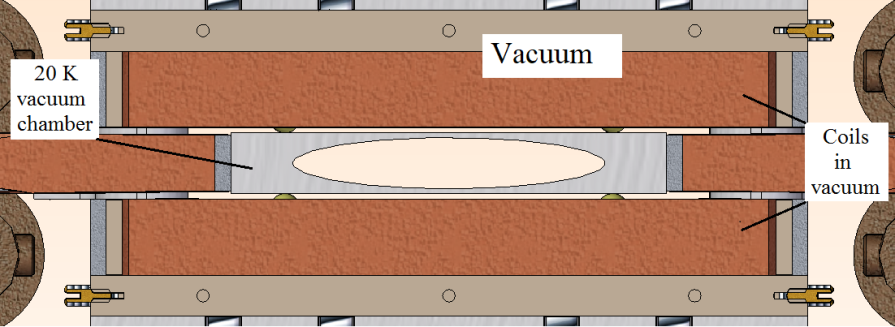 Vacuum
20 K
vacuum
chamber
Coils
in
vacuum